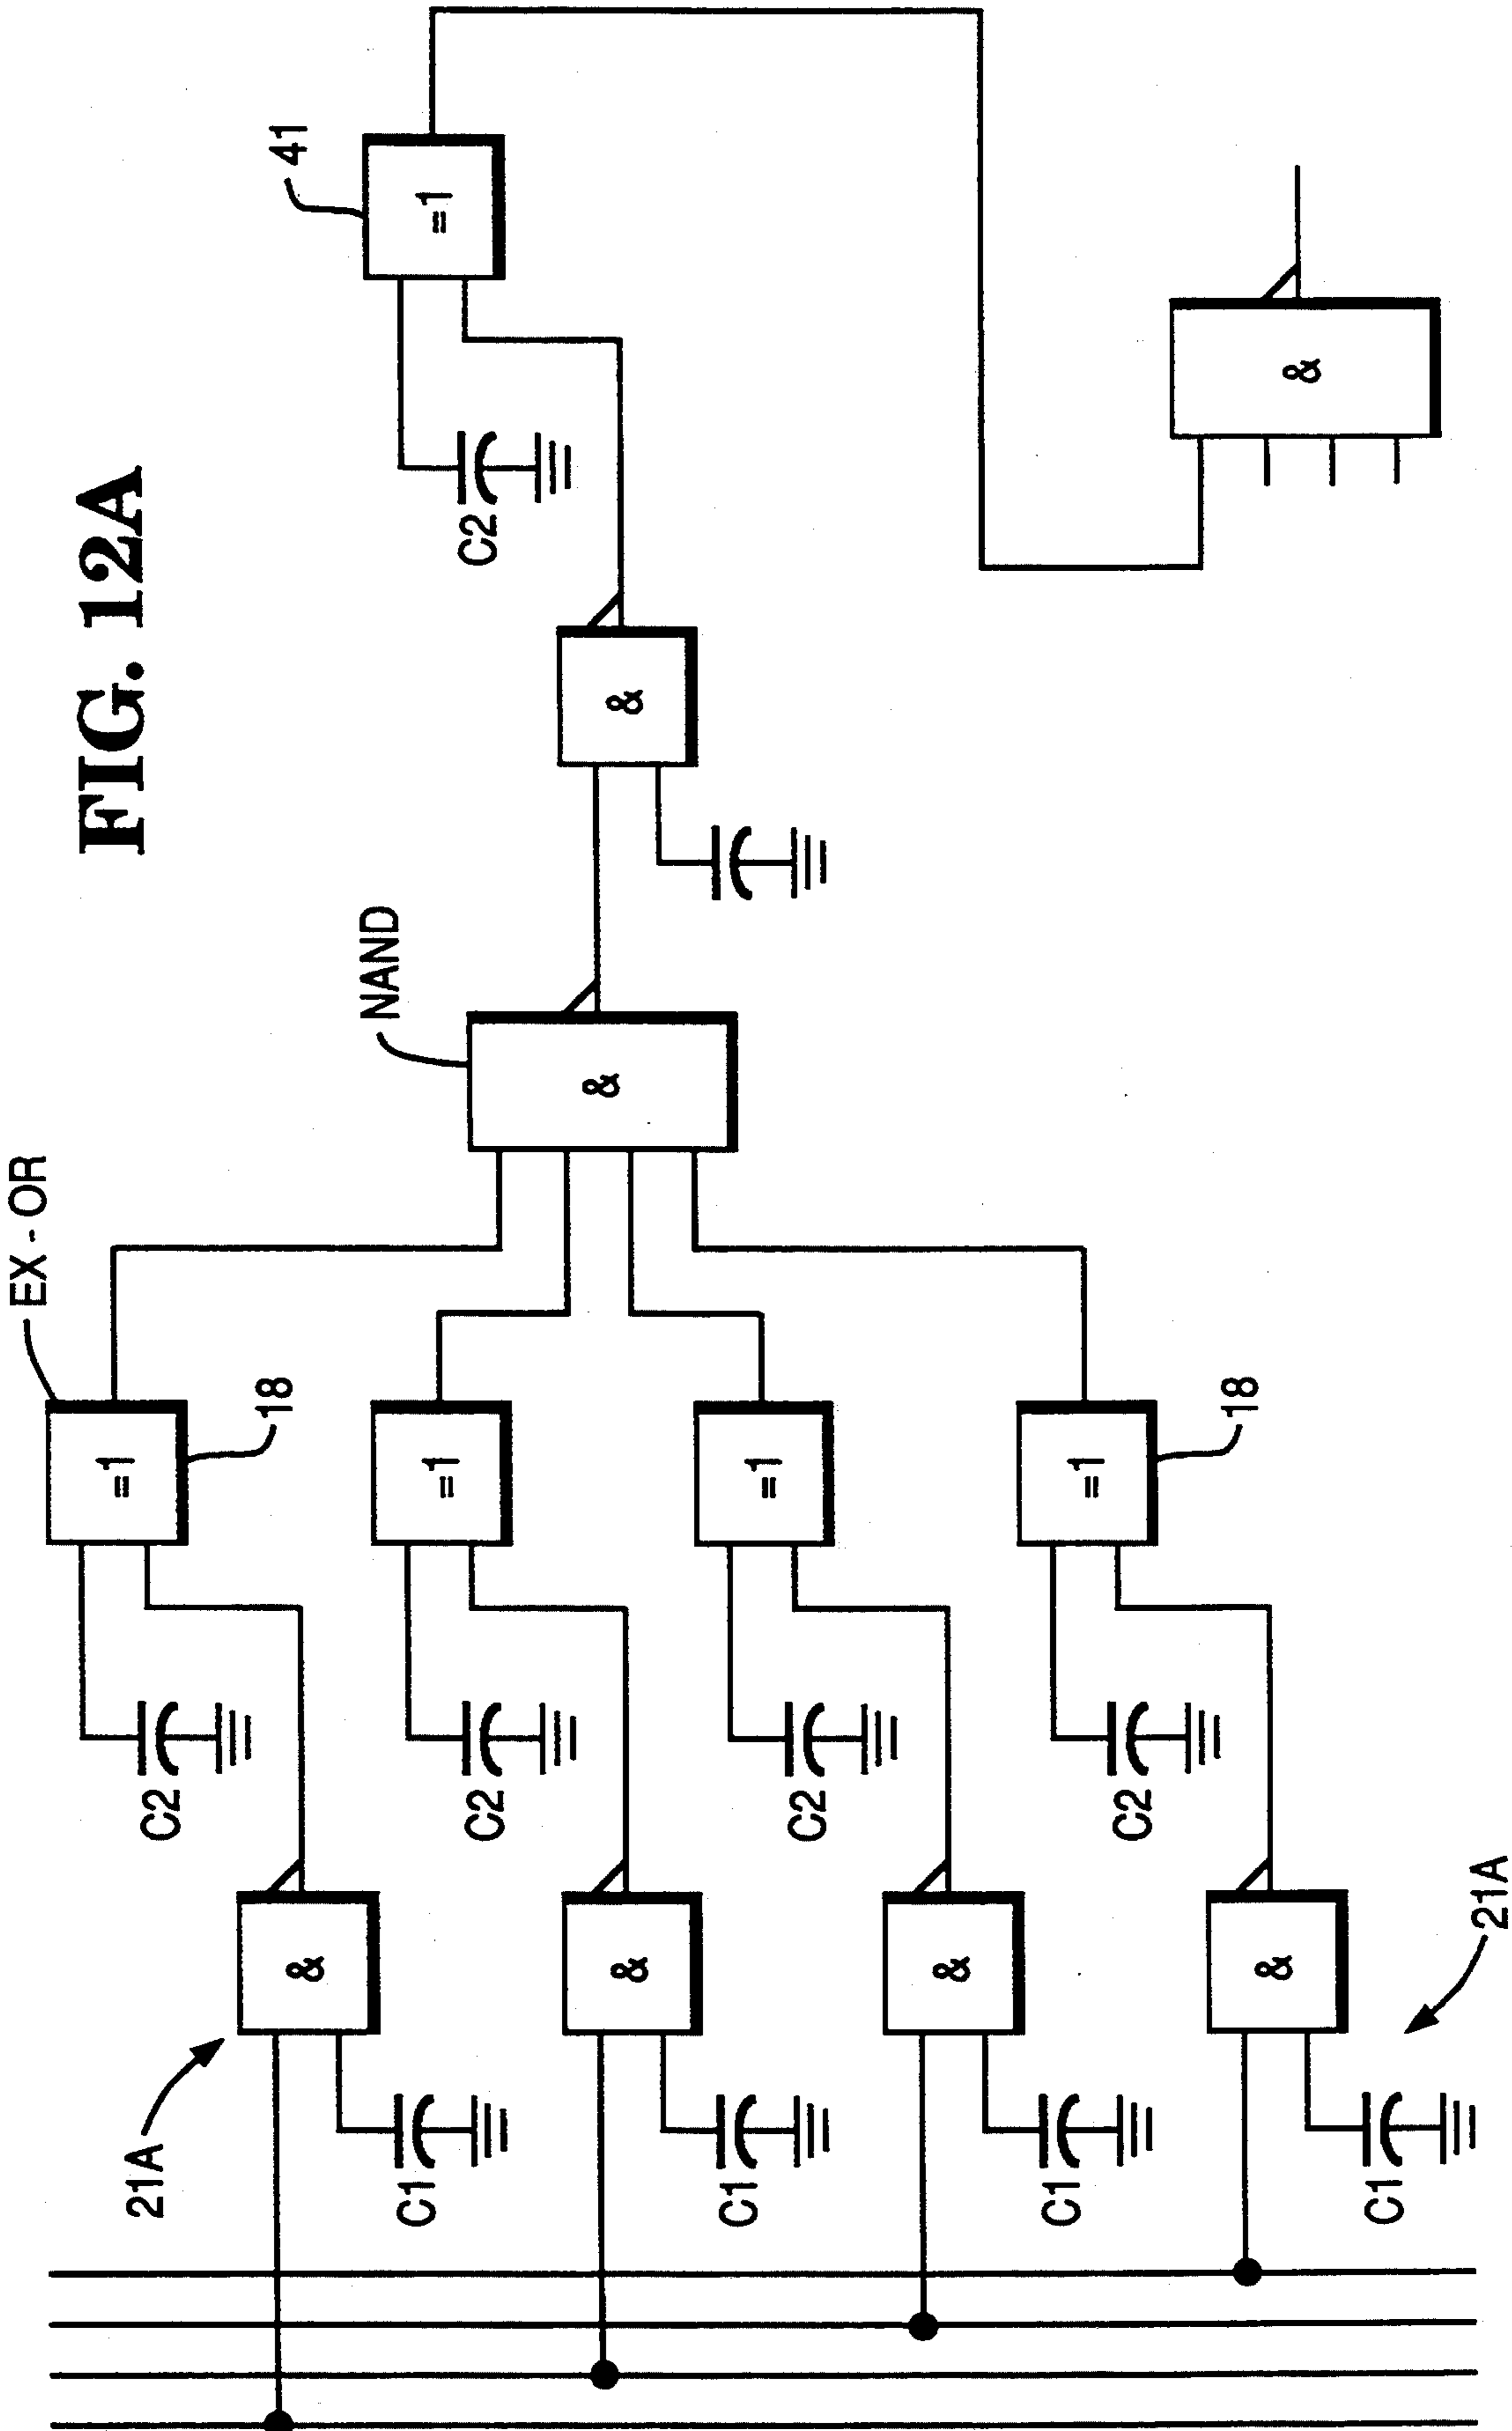 FIG. 12A
EX - OR
=1
18
C2
&
21A
C1
=1
C2
&
C1
=1
C2
&
C1
=1
18
C2
&
21A
C1
NAND
&
&
=1
41
C2
&